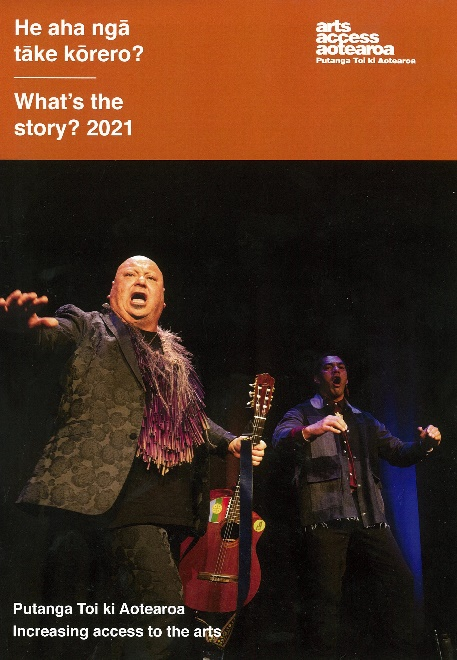 He aha ngā
tāke kōrero?
What's the
story? 2021
arts
access
aotearoa
Putanga Toi ki Aotearoa
Putanga Toi ki Aotearoa
Increasing access to the arts